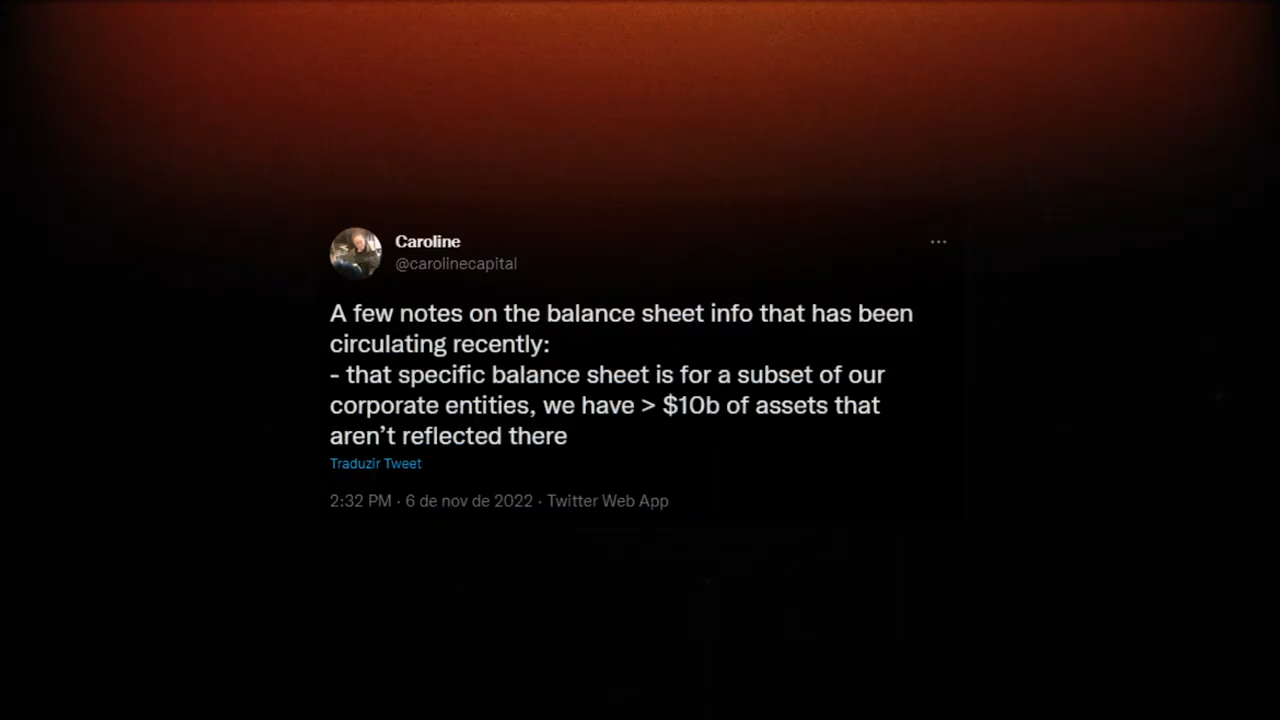 Caroline
@carolinecapital
A few notes on the balance sheet info that has been
circulating recently:
- that specific balance sheet is for a subset of our
corporate entities, we have > $10b of assets that
aren’t reflected there
Traduzir Tweet
2:32 PM · 6 de nov de 2022 · Twitter Web App